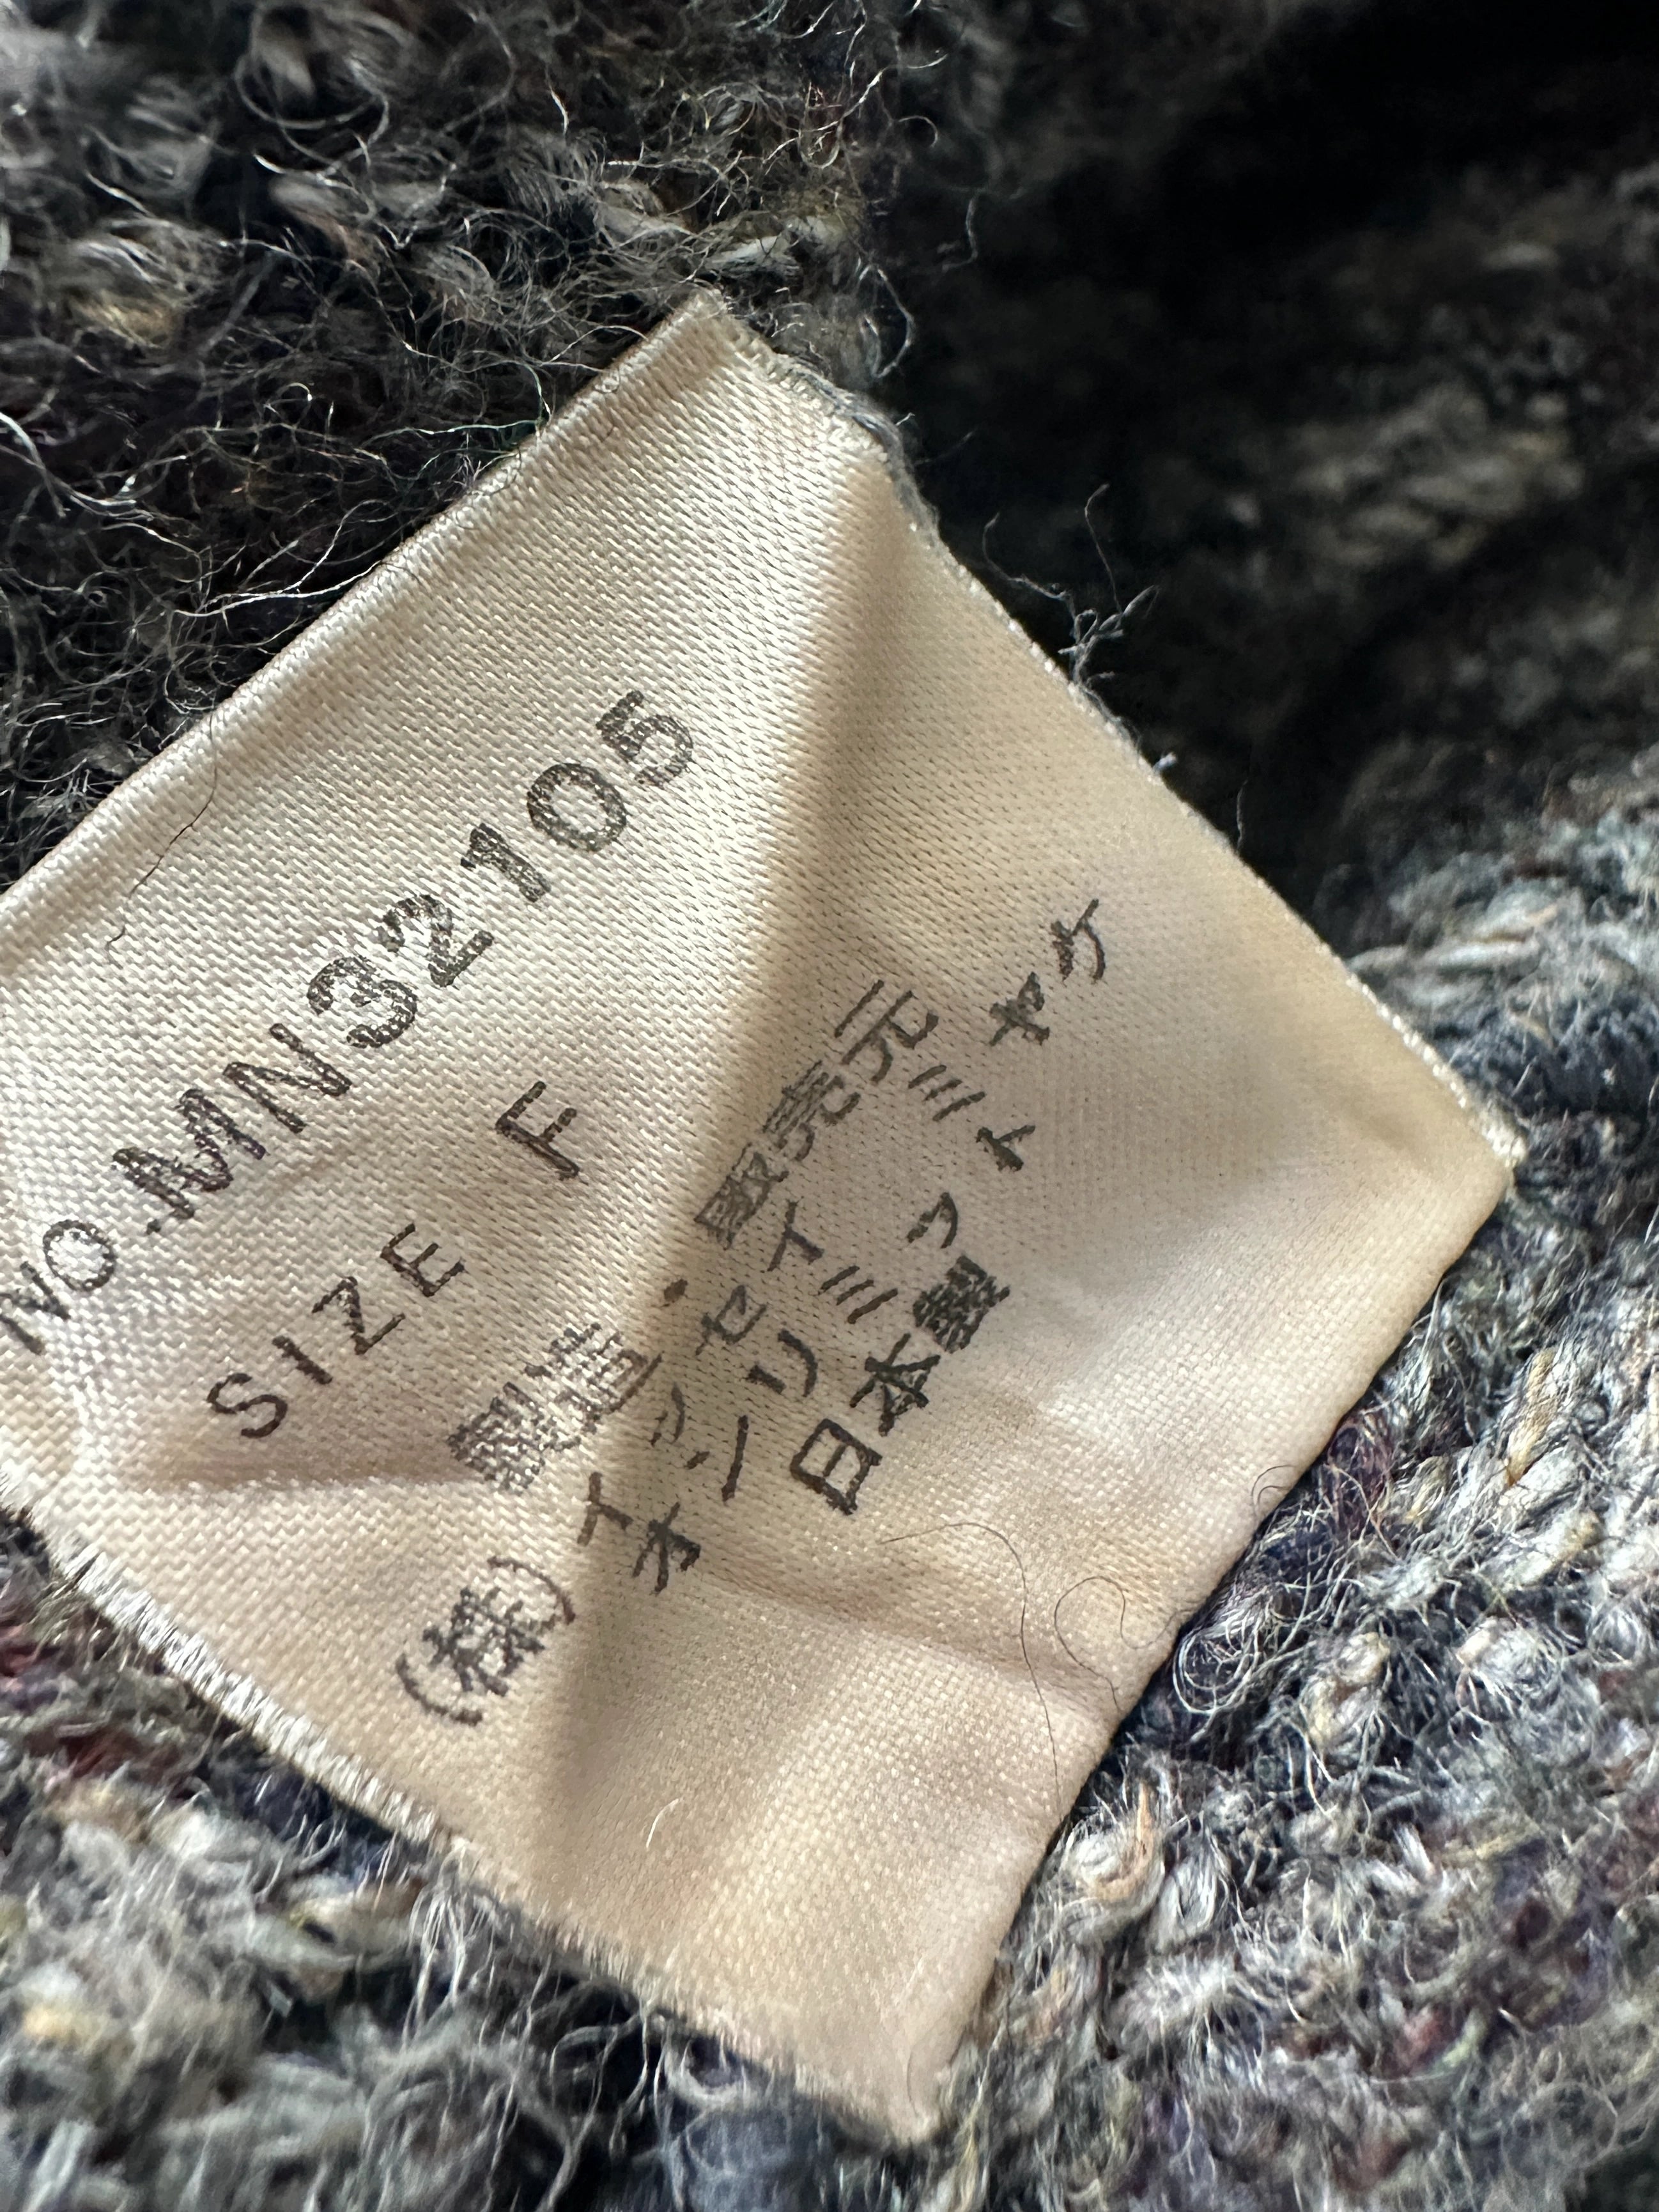 NO.MN32105
SIZE F
製造・販売元
(株)イッセイミヤケ
オンリミット
日本製